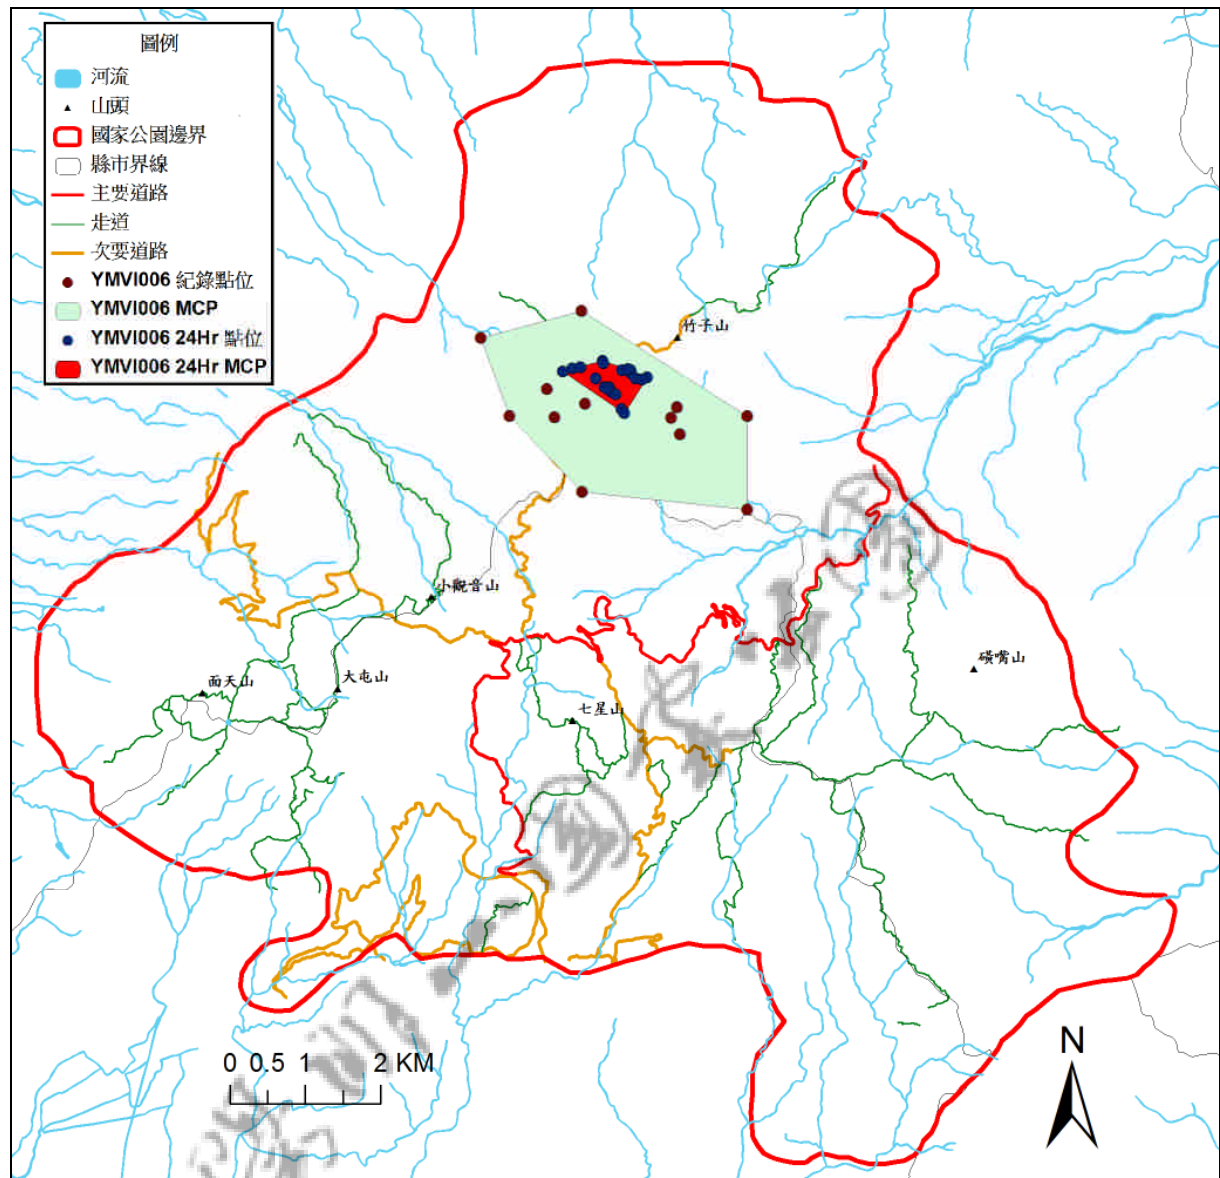 圖例
河流
山頭
國家公園邊界
縣市界線
主要道路
走道
次要道路
YMVI006 紀錄點位
YMVI006 MCP
YMVI006 24Hr 點位
YMVI006 24Hr MCP
竹子山
小觀音山
磺嘴山
面天山
大屯山
七星山
0 0.5 1 2 KM
N